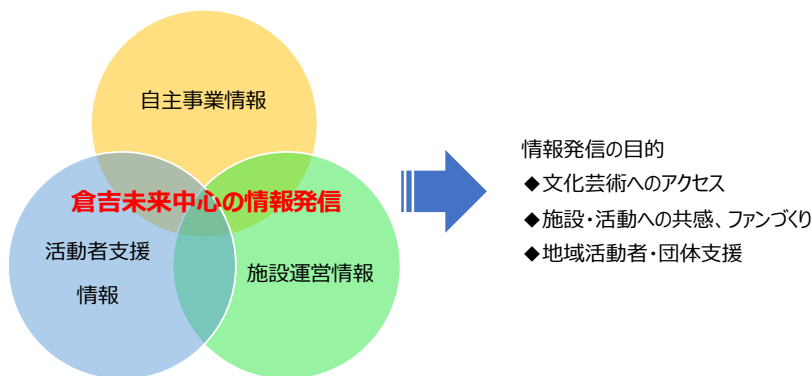 自主事業情報
倉吉未来中心の情報発信
活動者支援
情報
施設運営情報
情報発信の目的
◆文化芸術へのアクセス
◆施設・活動への共感、ファンづくり
◆地域活動者・団体支援